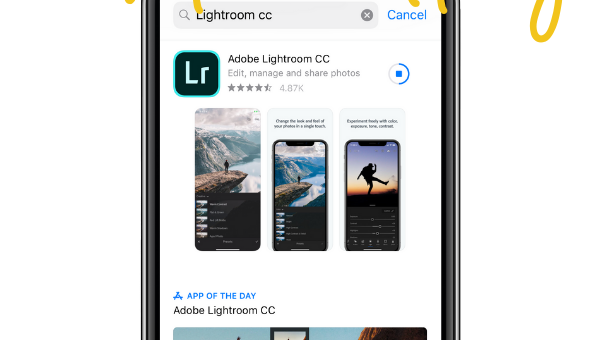 Lightroom cc
Cancel
Lr
Adobe Lightroom CC
Edit, manage and share photos
4.87K
Change the look and feel of
your photos in a single touch.
Experiment freely with color,
exposure, tone, contrast.
APP OF THE DAY
Adobe Lightroom CC